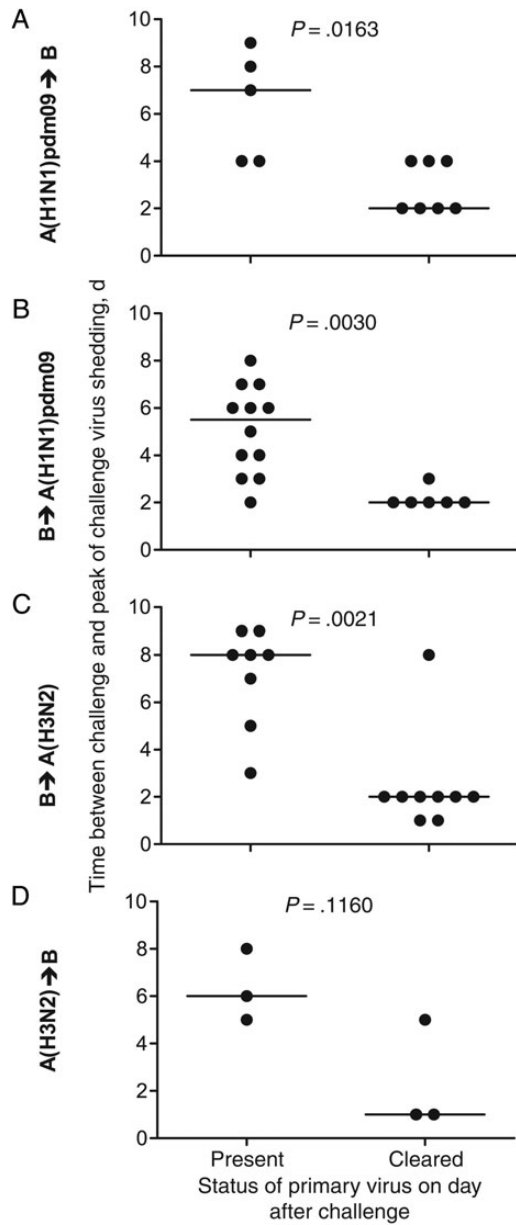 A
A(H1N1)pdm09 → B
P = .0163
10
8
6
4
2
0
B
B → A(H1N1)pdm09
P = .0030
10
8
6
4
2
0
Time between challenge and peak of challenge virus shedding, d
C
B → A(H3N2)
P = .0021
10
8
6
4
2
0
D
A(H3N2) → B
P = .1160
10
8
6
4
2
0
Present Cleared
Status of primary virus on day
after challenge